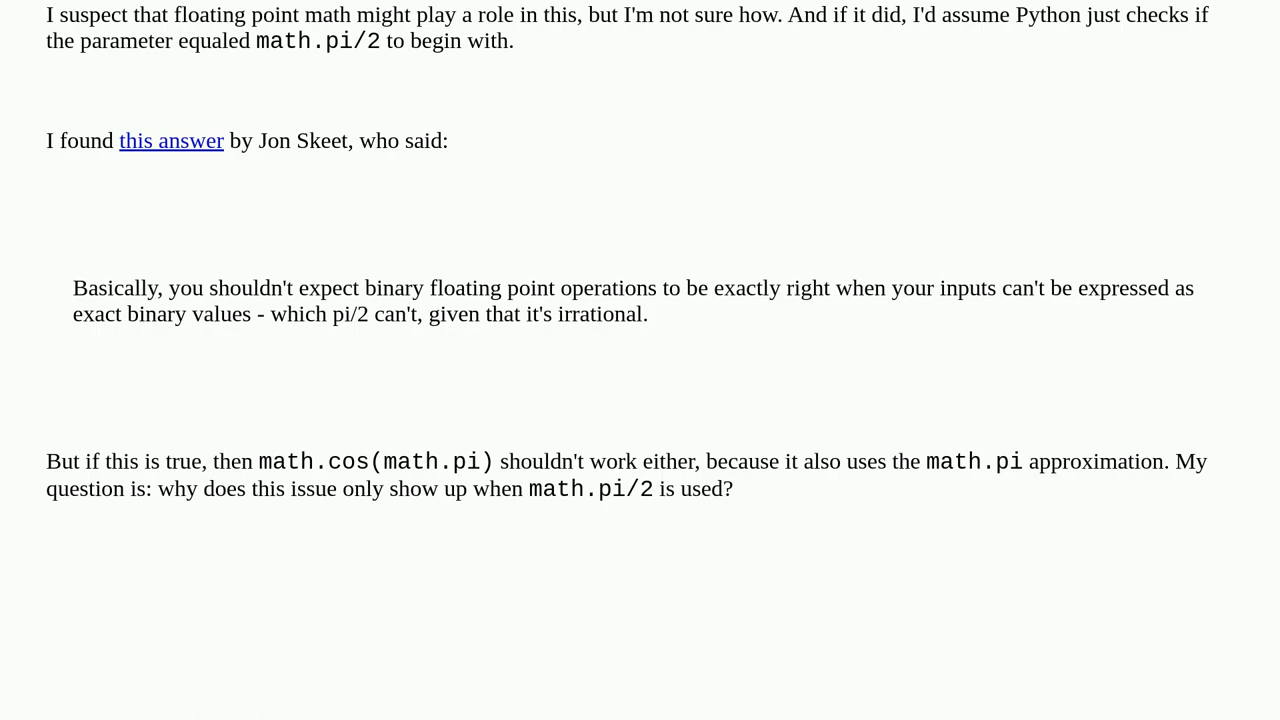 I suspect that floating point math might play a role in this, but I'm not sure how. And if it did, I'd assume Python just checks if
the parameter equaled math.pi/2 to begin with.
I found this answer by Jon Skeet, who said:
Basically, you shouldn't expect binary floating point operations to be exactly right when your inputs can't be expressed as
exact binary values - which pi/2 can't, given that it's irrational.
But if this is true, then math.cos(math.pi) shouldn't work either, because it also uses the math.pi approximation. My
question is: why does this issue only show up when math.pi/2 is used?